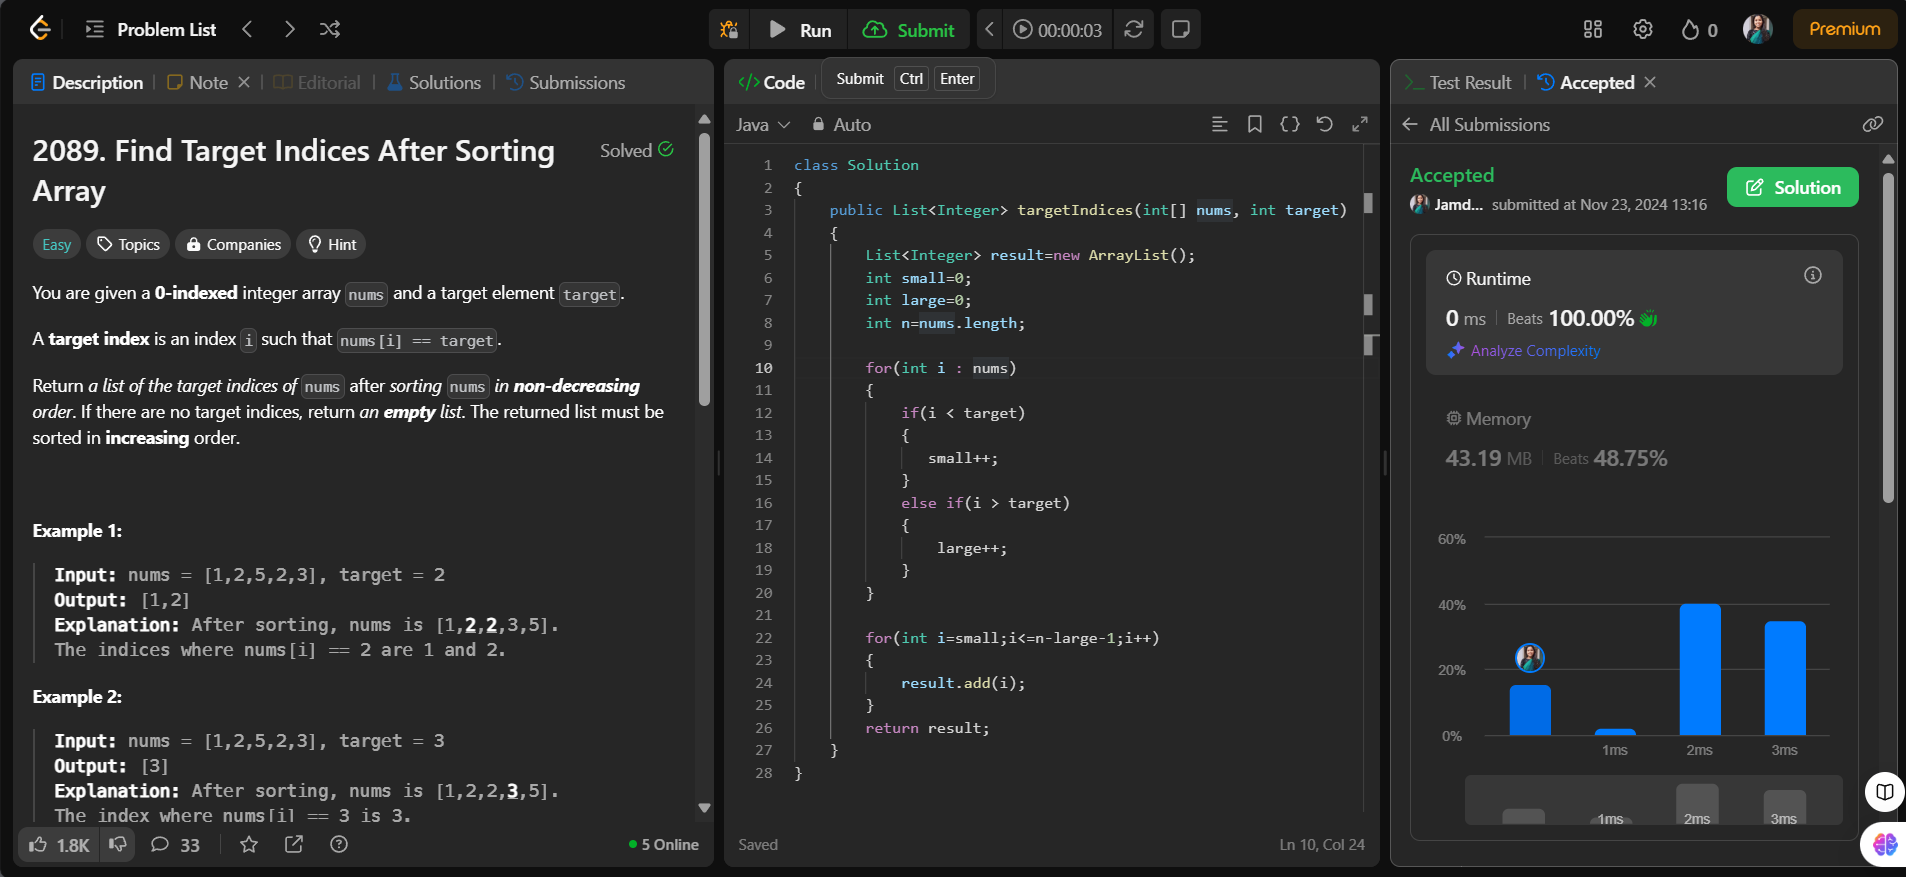 Problem List
Run
Submit
00:00:03
0
Premium
Description
Note
Editorial
Solutions
Submissions
2089. Find Target Indices After Sorting
Array
Solved
Easy
Topics
Companies
Hint
You are given a 0-indexed integer array nums and a target element target.
A target index is an index i such that nums[i] == target.
Return a list of the target indices of nums after sorting nums in non-decreasing
order. If there are no target indices, return an empty list. The returned list must be
sorted in increasing order.
Example 1:
Input: nums = [1,2,5,2,3], target = 2
Output: [1,2]
Explanation: After sorting, nums is [1,2,2,3,5].
The indices where nums[i] == 2 are 1 and 2.
Example 2:
Input: nums = [1,2,5,2,3], target = 3
Output: [3]
Explanation: After sorting, nums is [1,2,2,3,5].
The index where nums[i] == 3 is 3.
1.8K
33
5 Online
</> Code
Submit Ctrl Enter
Java
Auto
1 class Solution
2 {
3 public List<Integer> targetIndices(int[] nums, int target)
4 {
5 List<Integer> result=new ArrayList();
6 int small=0;
7 int large=0;
8 int n=nums.length;
9
10 for(int i : nums)
11 {
12 if(i < target)
13 {
14 small++;
15 }
16 else if(i > target)
17 {
18 large++;
19 }
20 }
21
22 for(int i=small;i<=n-large-1;i++)
23 {
24 result.add(i);
25 }
26 return result;
27 }
28 }
Saved
Ln 10, Col 24
Test Result
Accepted
All Submissions
Accepted
Jamd... submitted at Nov 23, 2024 13:16
Solution
Runtime
0 ms Beats 100.00%
Analyze Complexity
Memory
43.19 MB Beats 48.75%
60%
40%
20%
0%
1ms
2ms
3ms
1ms
2ms
3ms